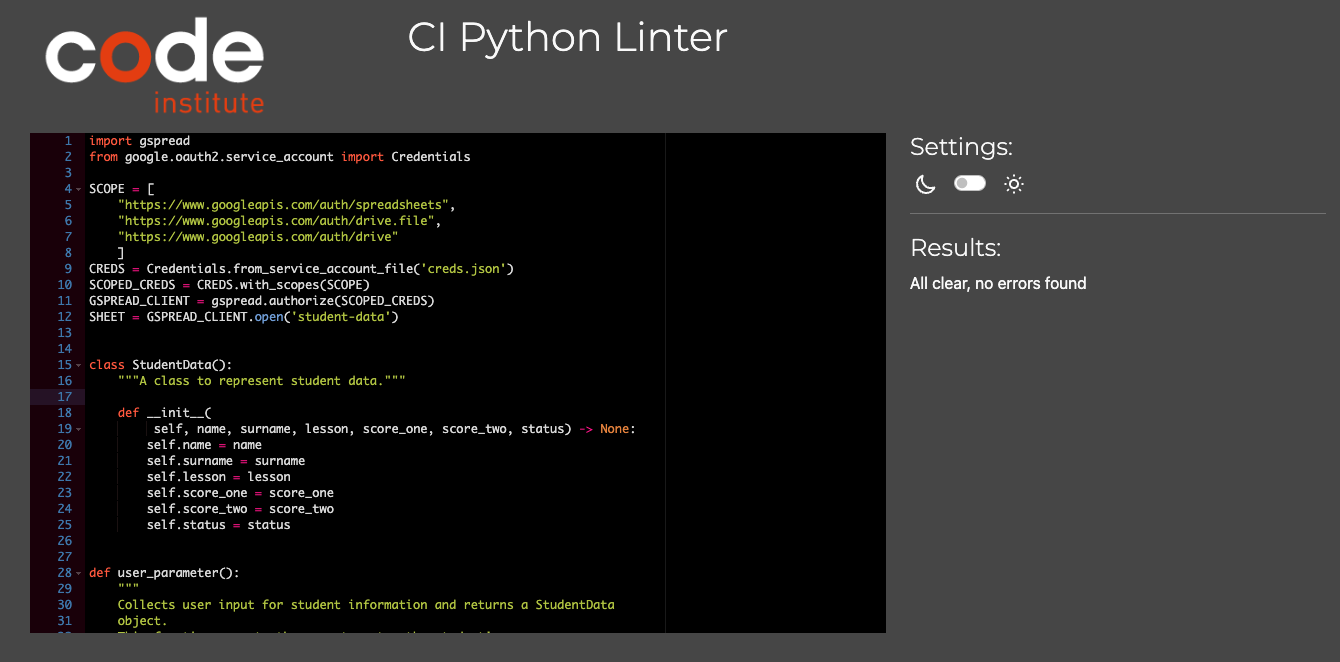 code
institute
CI Python Linter
1 import gspread
2 from google.oauth2.service_account import Credentials
3
4 SCOPE = [
5     "https://www.googleapis.com/auth/spreadsheets",
6     "https://www.googleapis.com/auth/drive.file",
7     "https://www.googleapis.com/auth/drive"
8     ]
9 CREDS = Credentials.from_service_account_file('creds.json')
10 SCOPED_CREDS = CREDS.with_scopes(SCOPE)
11 GSPREAD_CLIENT = gspread.authorize(SCOPED_CREDS)
12 SHEET = GSPREAD_CLIENT.open('student-data')
13
14
15 class StudentData():
16     """A class to represent student data."""
17
18     def __init__(
19          self, name, surname, lesson, score_one, score_two, status) -> None:
20         self.name = name
21         self.surname = surname
22         self.lesson = lesson
23         self.score_one = score_one
24         self.score_two = score_two
25         self.status = status
26
27
28 def user_parameter():
29     """
30     Collects user input for student information and returns a StudentData
31     object.
Settings:
Results:
All clear, no errors found